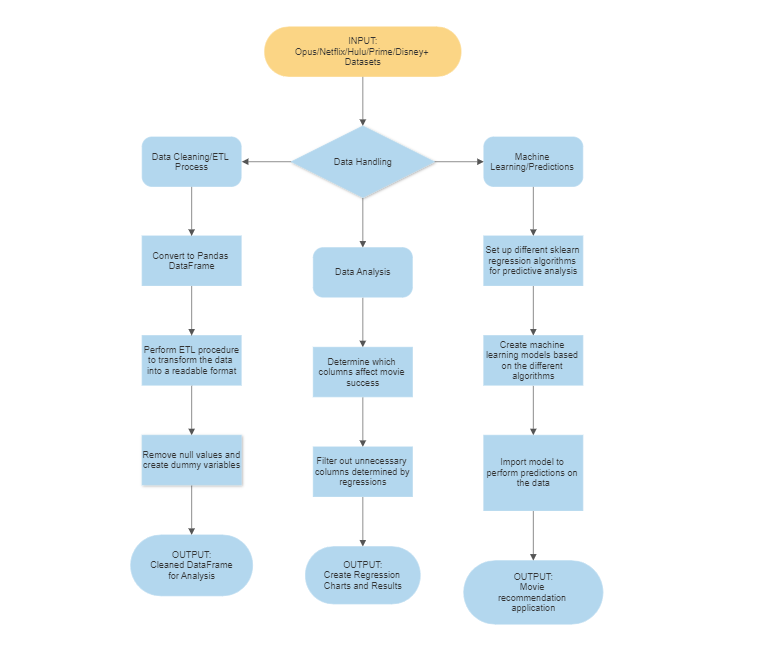 INPUT:
Opus/Netflix/Hulu/Prime/Disney+
Datasets
Data Cleaning/ETL
Process
Data Handling
Machine
Learning/Predictions
Convert to Pandas
DataFrame
Data Analysis
Set up different sklearn
regression algorithms
for predictive analysis
Perform ETL procedure
to transform the data
into a readable format
Determine which
columns affect movie
success
Create machine
learning models based
on the different
algorithms
Remove null values and
create dummy variables
Filter out unnecessary
columns determined by
regressions
Import model to
perform predictions on
the data
OUTPUT:
Cleaned DataFrame
for Analysis
OUTPUT:
Create Regression
Charts and Results
OUTPUT:
Movie
recommendation
application